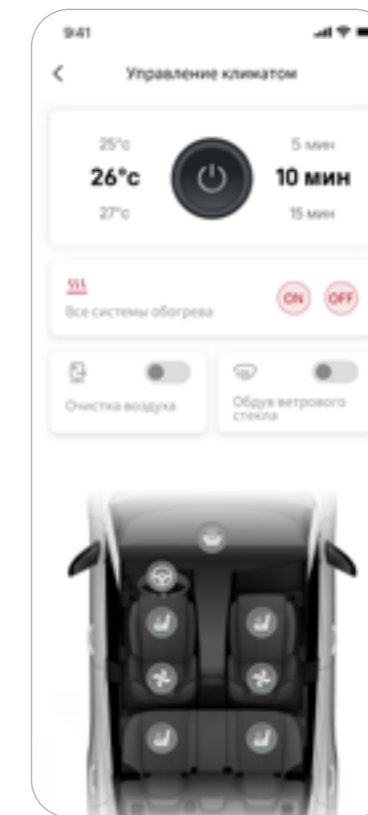 9:41
Управление климатом
25°c
26°c
27°c
5 мин
10 мин
15 мин
Все системы обогрева
ON
OFF
Очистка воздуха
Обдув ветрового
стекла